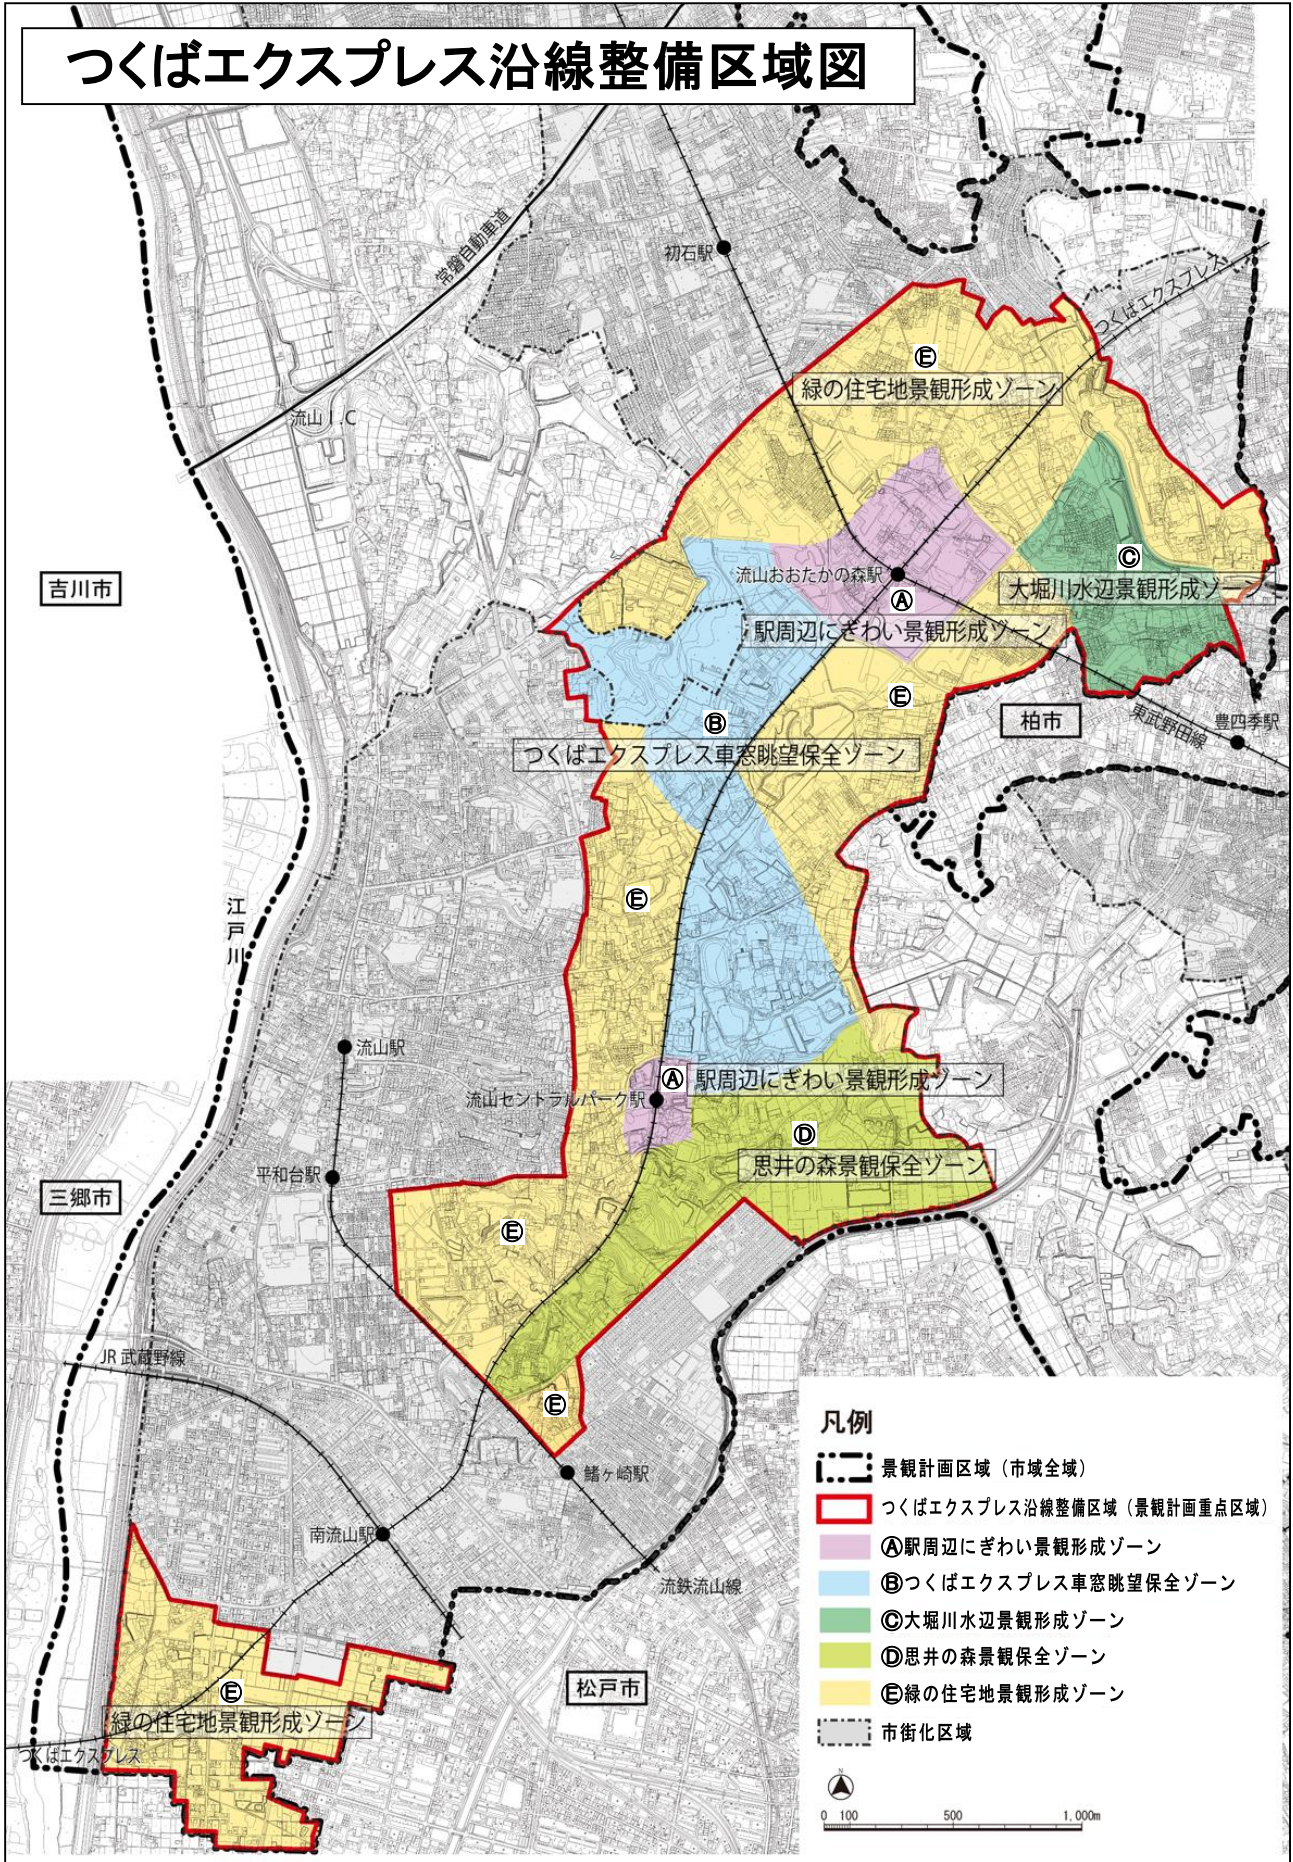 つくばエクスプレス沿線整備区域図
常磐自動車道
初石駅
つくばエクスプレス
Ⓔ
緑の住宅地景観形成ゾーン
流山I.C
Ⓒ
大堀川水辺景観形成ゾーン
吉川市
流山おおたかの森駅
Ⓐ
駅周辺にぎわい景観形成ゾーン
Ⓔ
柏市
東武野田線
豊四季駅
Ⓑ
つくばエクスプレス車窓眺望保全ゾーン
Ⓔ
江戸川
流山駅
Ⓐ
駅周辺にぎわい景観形成ゾーン
流山セントラルパーク駅
Ⓓ
思井の森景観保全ゾーン
平和台駅
三郷市
Ⓔ
JR武蔵野線
Ⓔ
鰭ヶ崎駅
南流山駅
流鉄流山線
松戸市
Ⓔ
緑の住宅地景観形成ゾーン
つくばエクスプレス
凡例
景観計画区域（市域全域）
つくばエクスプレス沿線整備区域（景観計画重点区域）
Ⓐ駅周辺にぎわい景観形成ゾーン
Ⓑつくばエクスプレス車窓眺望保全ゾーン
Ⓒ大堀川水辺景観形成ゾーン
Ⓓ思井の森景観保全ゾーン
Ⓔ緑の住宅地景観形成ゾーン
市街化区域
N
0 100 500 1,000m